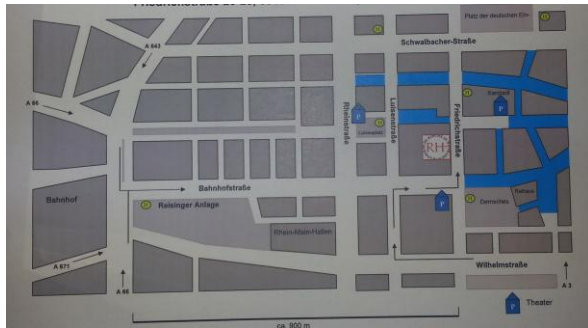 Platz der deutschen Einheit
H
A 643
Schwalbacher-Straße
A 66
H
Karstadt
P
Rheinstraße
P
Luisenplatz
H
Luisenstraße
Friedrichstraße
RH
Bahnhofstraße
Bahnhof
H
Reisinger Anlage
P
H
Rathaus
Dernsches
Rhein-Main-Hallen
A 671
Wilhelmstraße
A 66
A 3
P
Theater
ca. 900 m